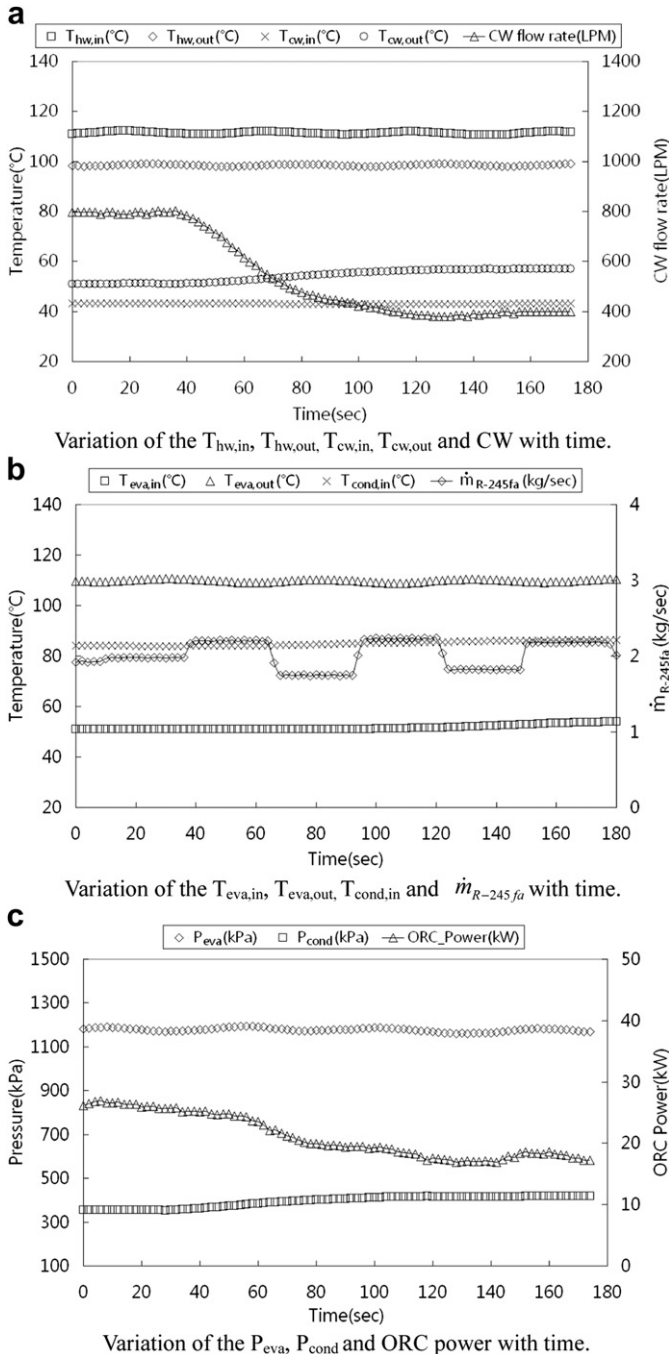 a
□ T_hw,in(°C) ◇ T_hw,out(°C) × T_cw,in(°C) ○ T_cw,out(°C) △ CW flow rate(LPM)
140 1400
120 1200
100 1000
80 800
60 600
40 400
20 200
Temperature(℃)
CW flow rate(LPM)
0 20 40 60 80 100 120 140 160 180
Time(sec)
Variation of the T_hw,in, T_hw,out, T_cw,in, T_cw,out and CW with time.
b
□ T_eva,in(°C) △ T_eva,out(°C) × T_cond,in(°C) ◇ ṁ_R-245fa(kg/sec)
140 4
120
100 3
80 2
60
40 1
20 0
Temperature(℃)
ṁ_R-245fa(kg/sec)
0 20 40 60 80 100 120 140 160 180
Time(sec)
Variation of the T_eva,in, T_eva,out, T_cond,in and ṁ_R-245fa with time.
c
◇ P_eva(kPa) □ P_cond(kPa) △ ORC_Power(kW)
1500 50
1300 40
1100
900 30
700 20
500
300 10
100 0
Pressure(kPa)
ORC Power(kW)
0 20 40 60 80 100 120 140 160 180
Time(sec)
Variation of the P_eva, P_cond and ORC power with time.